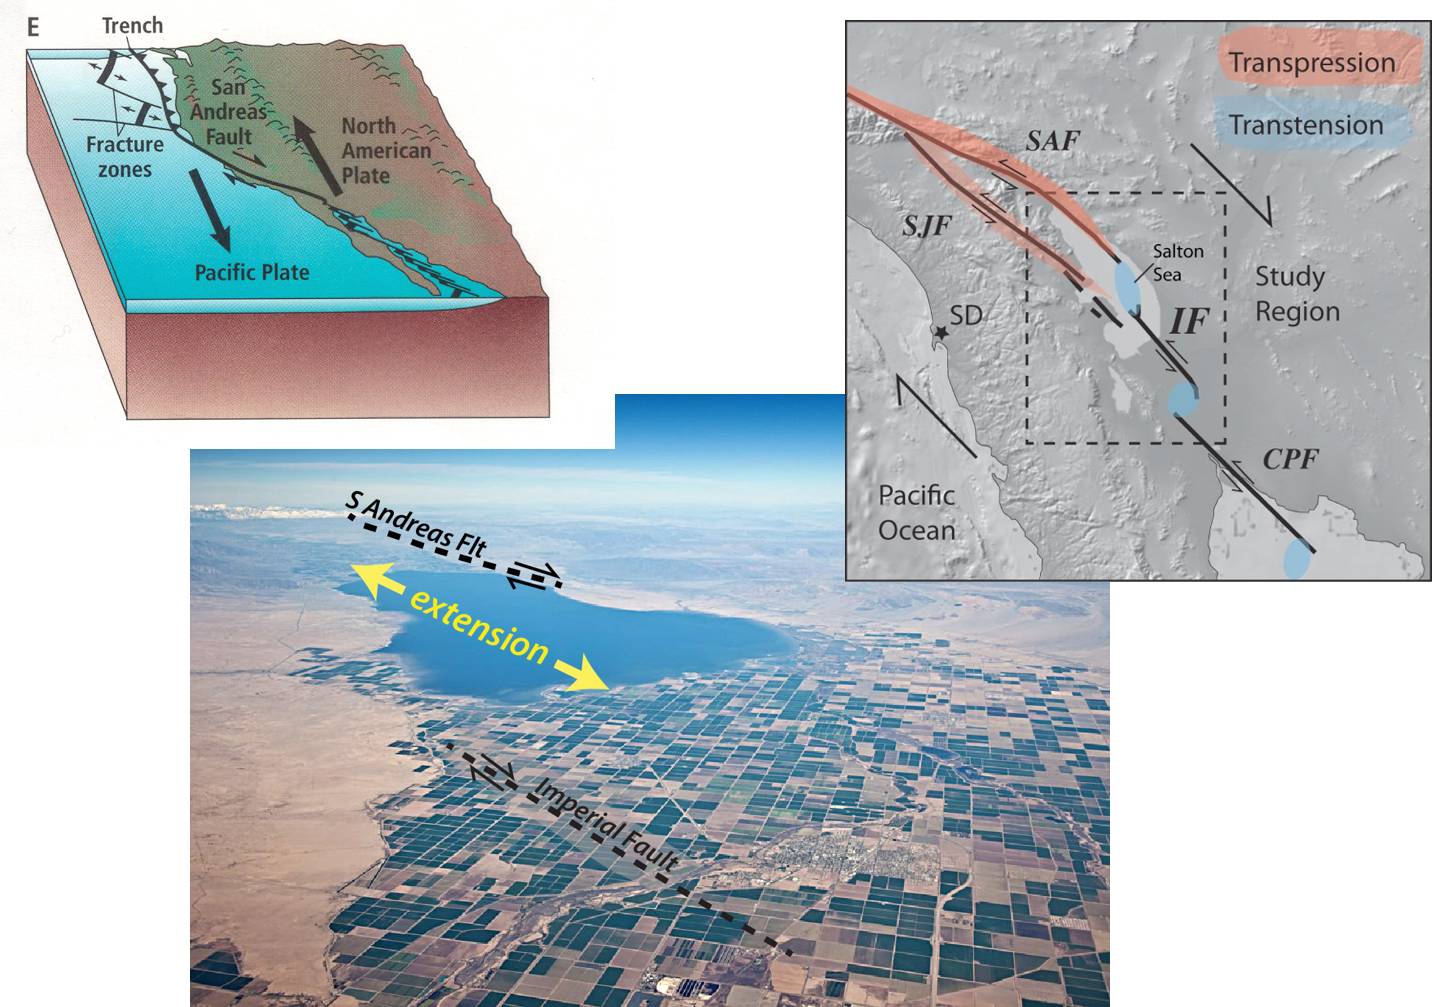 E
Trench
San
Andreas
Fault
North
American
Plate
Fracture
zones
Pacific Plate
Transpression
Transtension
SAF
SJF
Salton
Sea
Study
Region
SD
IF
CPF
Pacific
Ocean
S Andreas Flt
extension
Imperial Fault